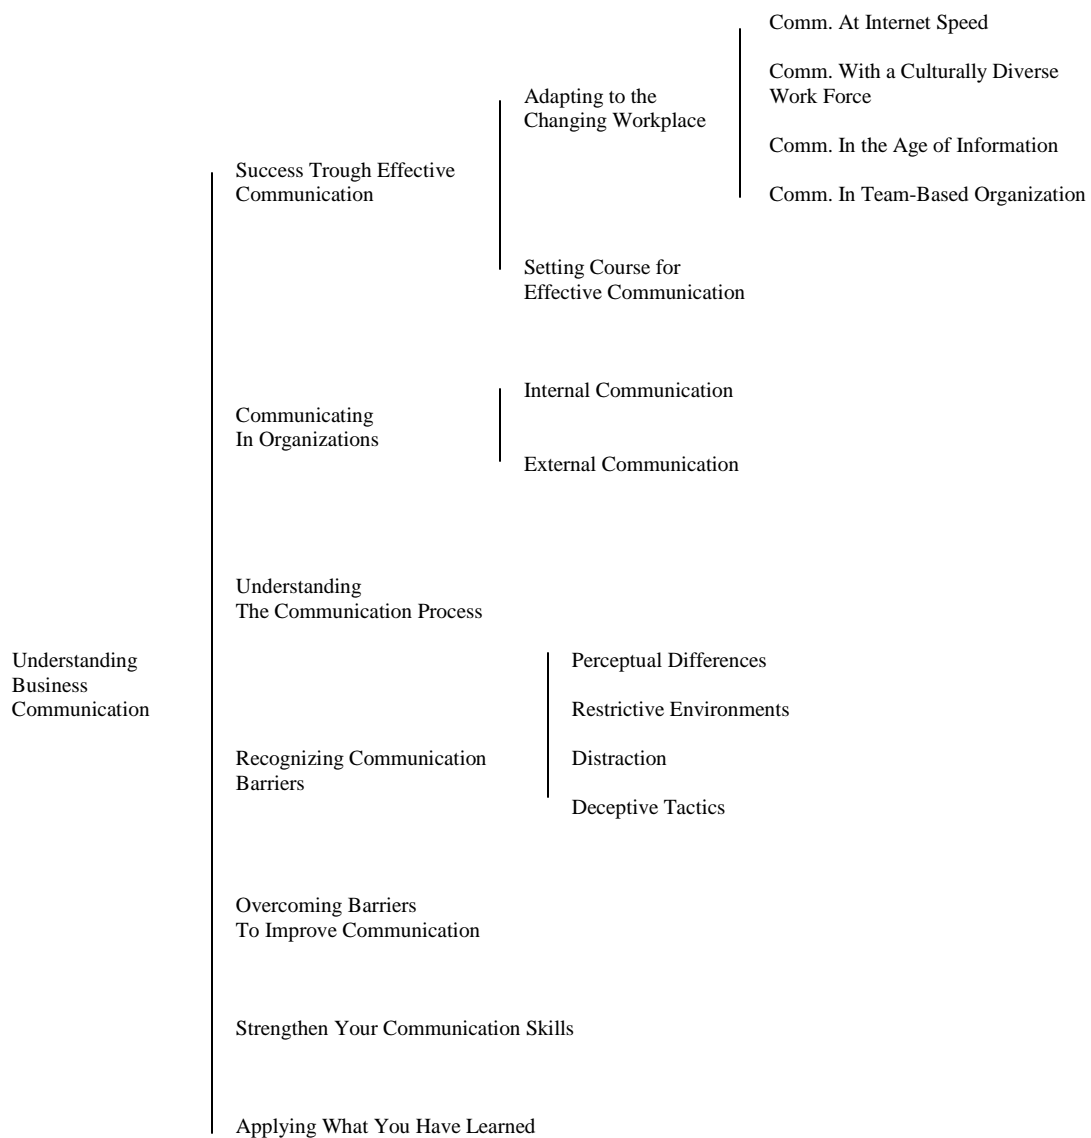 Comm. At Internet Speed
Comm. With a Culturally Diverse
Work Force
Adapting to the
Changing Workplace
Comm. In the Age of Information
Success Trough Effective
Communication
Comm. In Team-Based Organization
Setting Course for
Effective Communication
Internal Communication
Communicating
In Organizations
External Communication
Understanding
The Communication Process
Understanding
Business
Communication
Perceptual Differences
Restrictive Environments
Recognizing Communication
Barriers
Distraction
Deceptive Tactics
Overcoming Barriers
To Improve Communication
Strengthen Your Communication Skills
Applying What You Have Learned